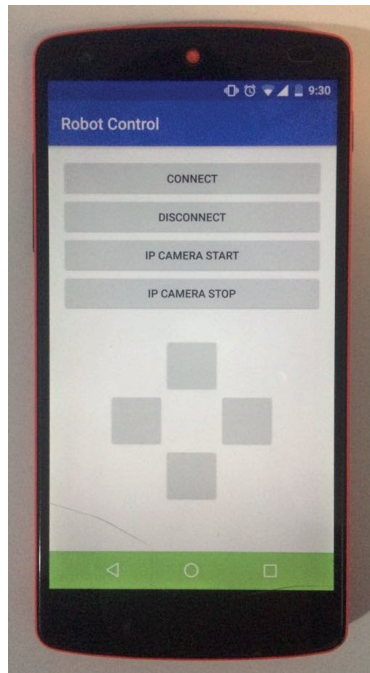 9:30
Robot Control
CONNECT
DISCONNECT
IP CAMERA START
IP CAMERA STOP